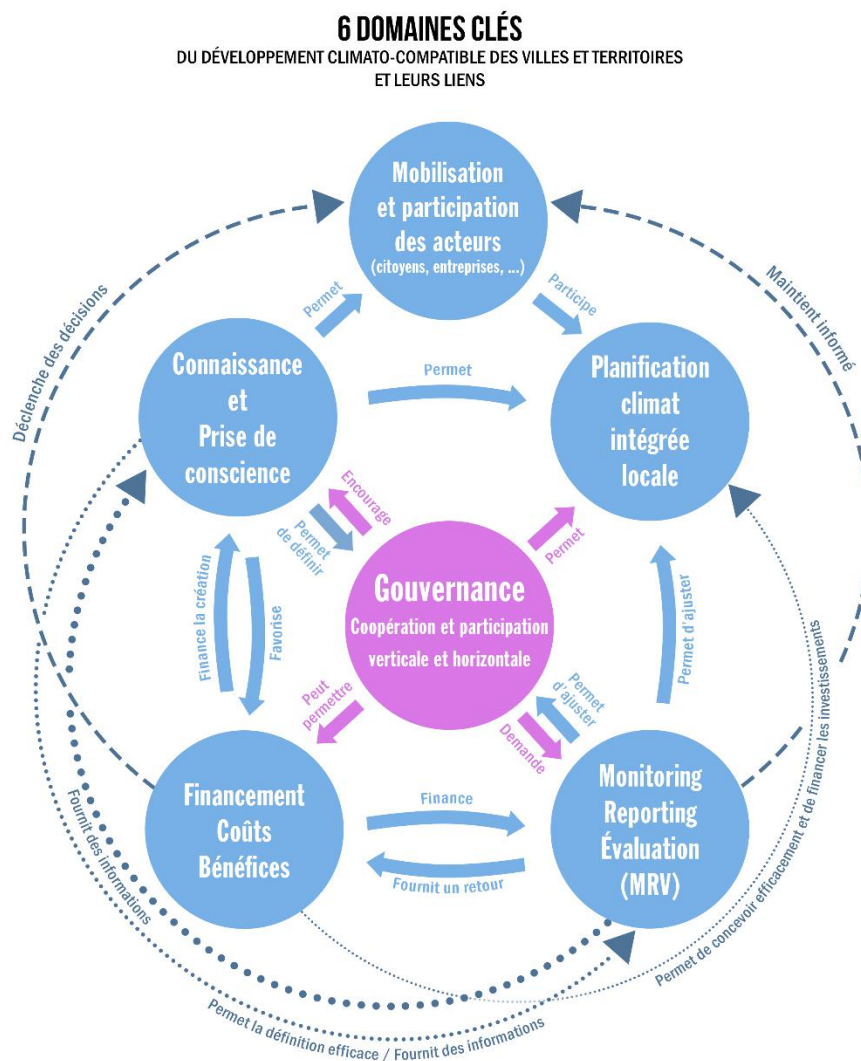 6 DOMAINES CLÉS
DU DÉVELOPPEMENT CLIMATO-COMPATIBLE DES VILLES ET TERRITOIRES
ET LEURS LIENS
Mobilisation
et participation
des acteurs
(citoyens, entreprises, ...)
Déclenche des décisions
Maintient informé
Permet
Participe
Connaissance
et
Prise de
conscience
Permet
Planification
climat
intégrée
locale
Encourage
Permet
de définir
Permet
Gouvernance
Coopération et participation
verticale et horizontale
Finance la création
Favorise
Permet d'ajuster
Peut
permettre
Permet
d'ajuster
Demande
Financement
Coûts
Bénéfices
Finance
Fournit un retour
Monitoring
Reporting
Évaluation
(MRV)
Fournit des informations
Permet de concevoir efficacement et de financer les investissements
Permet la définition efficace / Fournit des informations